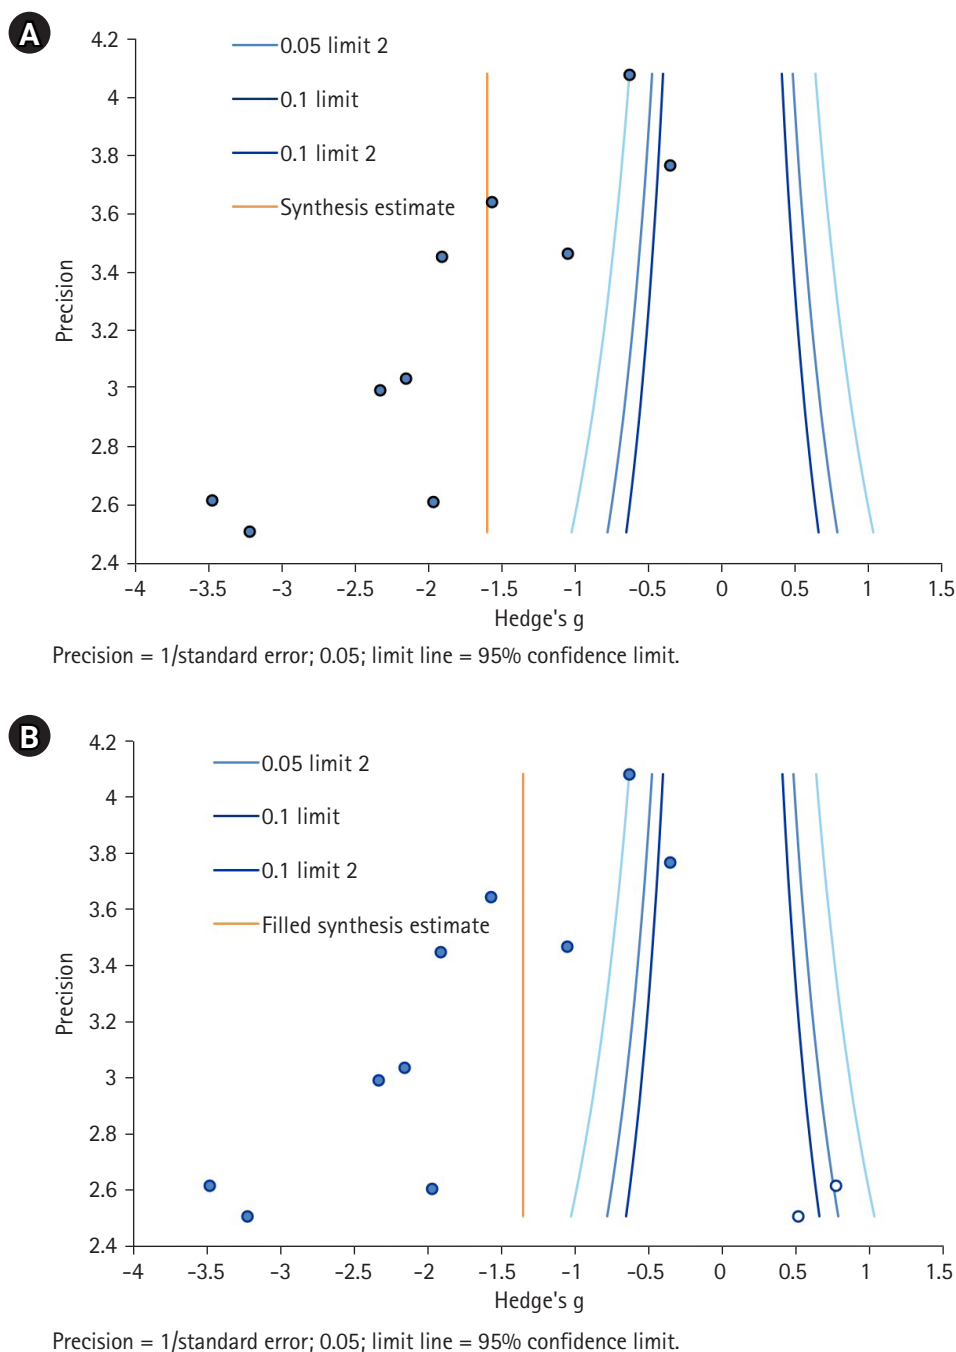 A
4.2
4
3.8
3.6
3.4
3.2
3
2.8
2.6
2.4
Precision
0.05 limit 2
0.1 limit
0.1 limit 2
Synthesis estimate
-4 -3.5 -3 -2.5 -2 -1.5 -1 -0.5 0 0.5 1 1.5
Hedge's g
Precision = 1/standard error; 0.05; limit line = 95% confidence limit.
B
4.2
4
3.8
3.6
3.4
3.2
3
2.8
2.6
2.4
Precision
0.05 limit 2
0.1 limit
0.1 limit 2
Filled synthesis estimate
-4 -3.5 -3 -2.5 -2 -1.5 -1 -0.5 0 0.5 1 1.5
Hedge's g
Precision = 1/standard error; 0.05; limit line = 95% confidence limit.